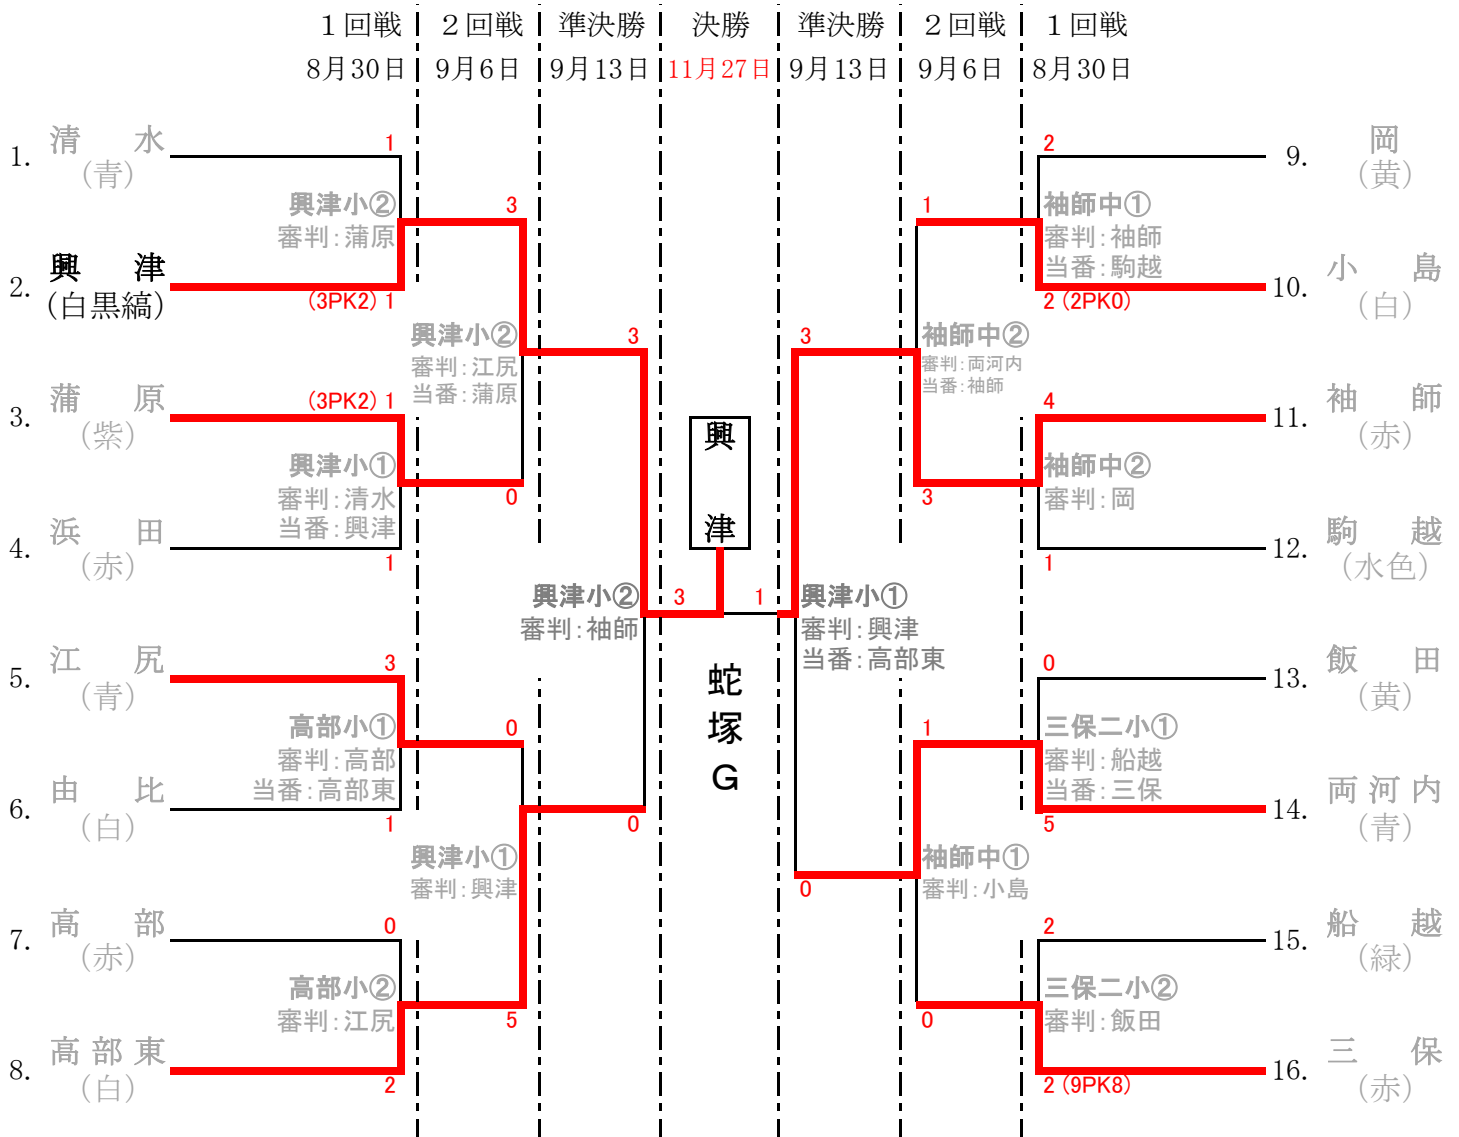 1回戦 2回戦 準決勝 決勝 準決勝 2回戦 1回戦
8月30日 9月6日 9月13日 11月27日 9月13日 9月6日 8月30日
1. 清水
(青)
1
興津小②
審判:蒲原
2. 興津
(白黒縞)
(3PK2) 1
3
興津小②
審判:江尻
当番:蒲原
3. 蒲原
(紫)
(3PK2) 1
興津小①
審判:清水
当番:興津
4. 浜田
(赤)
1
0
3
興津小②
審判:袖師
5. 江尻
(青)
3
高部小①
審判:高部
当番:高部東
6. 由比
(白)
1
0
興津小①
審判:興津
7. 高部
(赤)
0
高部小②
審判:江尻
8. 高部東
(白)
2
5
0
興津
3 1
蛇塚G
2
9. 岡
(黄)
袖師中①
審判:袖師
当番:駒越
10. 小島
(白)
2 (2PK0)
1
袖師中②
審判:両河内
当番:袖師
4
11. 袖師
(赤)
袖師中②
審判:岡
12. 駒越
(水色)
1
3
3
興津小①
審判:興津
当番:高部東
0
13. 飯田
(黄)
三保二小①
審判:船越
当番:三保
14. 両河内
(青)
5
1
袖師中①
審判:小島
2
15. 船越
(緑)
三保二小②
審判:飯田
16. 三保
(赤)
2 (9PK8)
0
0